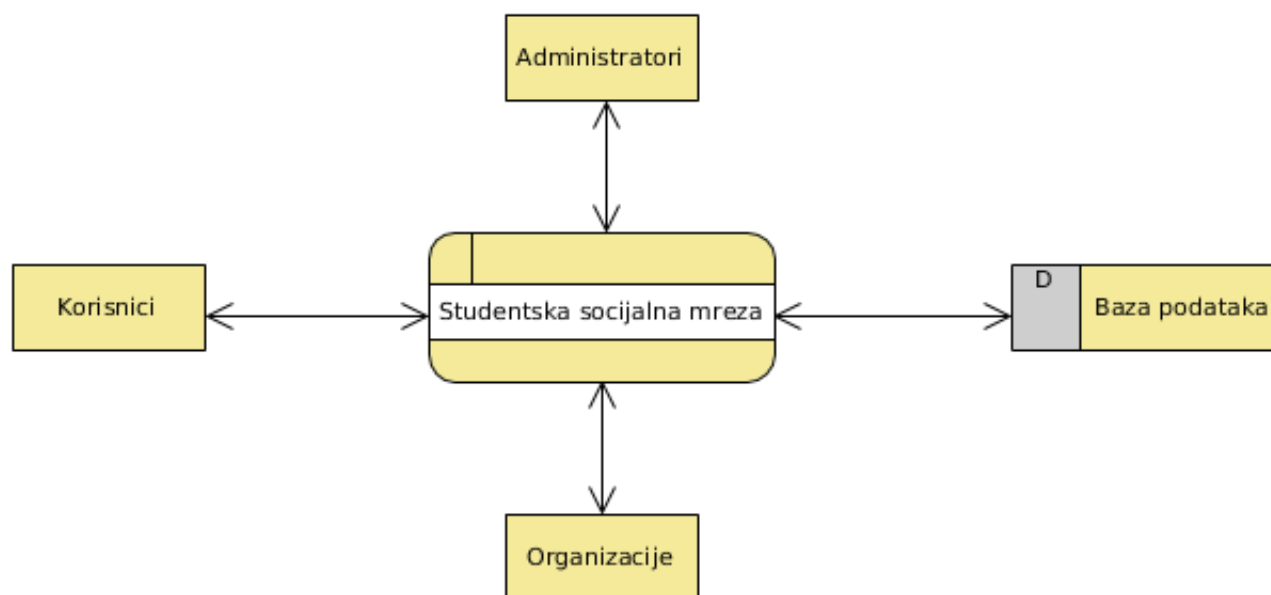 Administratori
Korisnici
Studentska socijalna mreza
D
Baza podataka
Organizacije